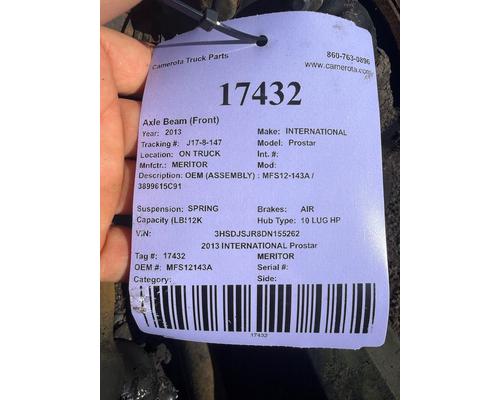 Camerota Truck Parts 860-763-0896
www.camerota.com
17432
Axle Beam (Front)
Year: 2013 Make: INTERNATIONAL
Tracking #: J17-8-147 Model: Prostar
Location: ON TRUCK Int.#:
Mnfctr.: MERITOR Mod:
Description: OEM (ASSEMBLY) : MFS12-143A /
3899615C91
Suspension: SPRING Brakes: AIR
Capacity (LBS12K Hub Type: 10 LUG HP
VIN: 3HSDJSJR8DN155262
2013 INTERNATIONAL Prostar
Tag #: 17432 MERITOR
OEM #: MFS12143A Serial #:
Category: Side:
17432